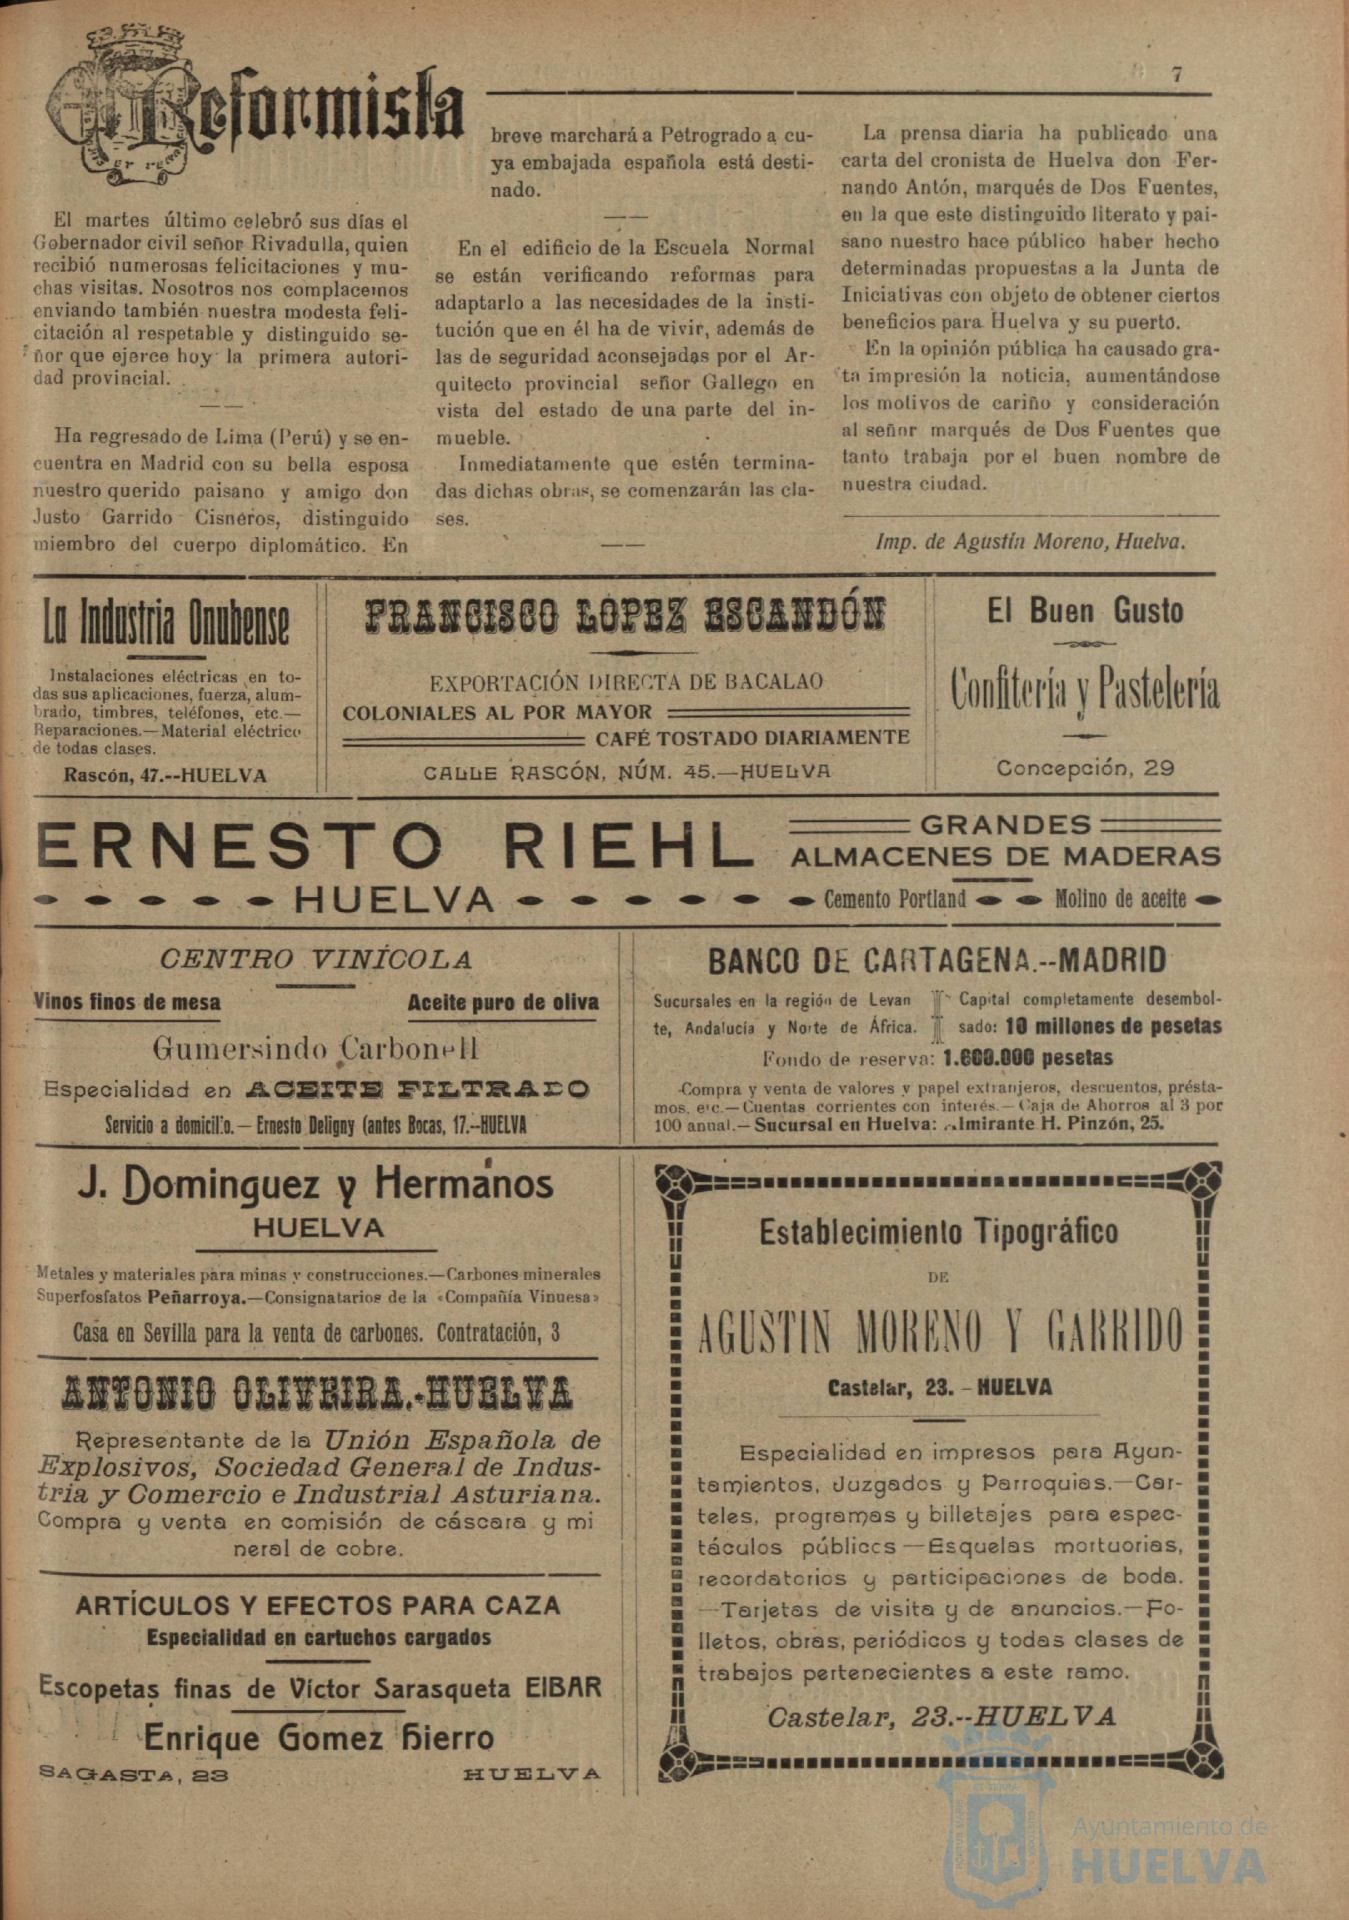 7
El Reformista
El martes último celebró sus días el
Gobernador civil señor Rivadulla, quien
recibió numerosas felicitaciones y mu-
chas visitas. Nosotros nos complacemos
enviando también nuestra modesta feli-
citación al respetable y distinguido se-
ñor que ejerce hoy la primera autori-
dad provincial.
Ha regresado de Lima (Perú) y se en-
cuentra en Madrid con su bella esposa
nuestro querido paisano y amigo don
Justo Garrido Cisneros, distinguido
miembro del cuerpo diplomático. En
breve marchará a Petrogrado a cu-
ya embajada española está desti-
nado.
En el edificio de la Escuela Normal
se están verificando reformas para
adaptarlo a las necesidades de la insti-
tución que en él ha de vivir, además de
las de seguridad aconsejadas por el Ar-
quitecto provincial señor Gallego en
vista del estado de una parte del in-
mueble.
Inmediatamente que estén termina-
das dichas obras, se comenzarán las cla-
ses.
La prensa diaria ha publicado una
carta del cronista de Huelva don Fer-
nando Antón, marqués de Dos Fuentes,
en la que este distinguido literato y pai-
sano nuestro hace público haber hecho
determinadas propuestas a la Junta de
Iniciativas con objeto de obtener ciertos
beneficios para Huelva y su puerto.
En la opinión pública ha causado gra-
ta impresión la noticia, aumentándose
los motivos de cariño y consideración
al señor marqués de Dos Fuentes que
tanto trabaja por el buen nombre de
nuestra ciudad.
Imp. de Agustín Moreno, Huelva.
La Industria Onubense
Instalaciones eléctricas en to-
das sus aplicaciones, fuerza, alum-
brado, timbres, teléfonos, etc.—
Reparaciones.—Material eléctrico
de todas clases.
Rascón, 47.--HUELVA
FRANCISCO LOPEZ ESCANDÓN
EXPORTACIÓN DIRECTA DE BACALAO
COLONIALES AL POR MAYOR
CAFÉ TOSTADO DIARIAMENTE
CALLE RASCÓN, NÚM. 45.—HUELVA
El Buen Gusto
Confitería y Pastelería
Concepción, 29
ERNESTO RIEHL
HUELVA
GRANDES
ALMACENES DE MADERAS
Cemento Portland
Molino de aceite
CENTRO VINÍCOLA
Vinos finos de mesa
Aceite puro de oliva
Gumersindo Carbonell
Especialidad en ACEITE FILTRADO
Servicio a domicilio.— Ernesto Deligny (antes Bocas, 17.--HUELVA
BANCO DE CARTAGENA.--MADRID
Sucursales en la región de Levan
te, Andalucía y Norte de África.
Capital completamente desembol-
sado: 10 millones de pesetas
Fondo de reserva: 1.600.000 pesetas
Compra y venta de valores y papel extranjeros, descuentos, présta-
mos, etc.—Cuentas corrientes con interés.—Caja de Ahorros al 3 por
100 anual.—Sucursal en Huelva: Almirante H. Pinzón, 25.
J. Dominguez y Hermanos
HUELVA
Metales y materiales para minas y construcciones.—Carbones minerales
Superfosfatos Peñarroya.—Consignatarios de la «Compañía Vinuesa»
Casa en Sevilla para la venta de carbones. Contratación, 3
ANTONIO OLIVEIRA.-HUELVA
Representante de la Unión Española de
Explosivos, Sociedad General de Indus-
tria y Comercio e Industrial Asturiana.
Compra y venta en comisión de cáscara y mi
neral de cobre.
ARTÍCULOS Y EFECTOS PARA CAZA
Especialidad en cartuchos cargados
Escopetas finas de Víctor Sarasqueta EIBAR
Enrique Gomez Hierro
SAGASTA, 23 HUELVA
Establecimiento Tipográfico
DE
AGUSTIN MORENO Y GARRIDO
Castelar, 23. - HUELVA
Especialidad en impresos para Ayun-
tamientos, Juzgados y Parroquias.—Car-
teles, programas y billetajes para espec-
táculos públicos—Esquelas mortuorias,
recordatorios y participaciones de boda.
—Tarjetas de visita y de anuncios.—Fo-
lletos, obras, periódicos y todas clases de
trabajos pertenecientes a este ramo.
Castelar, 23.--HUELVA
Ayuntamiento de
HUELVA